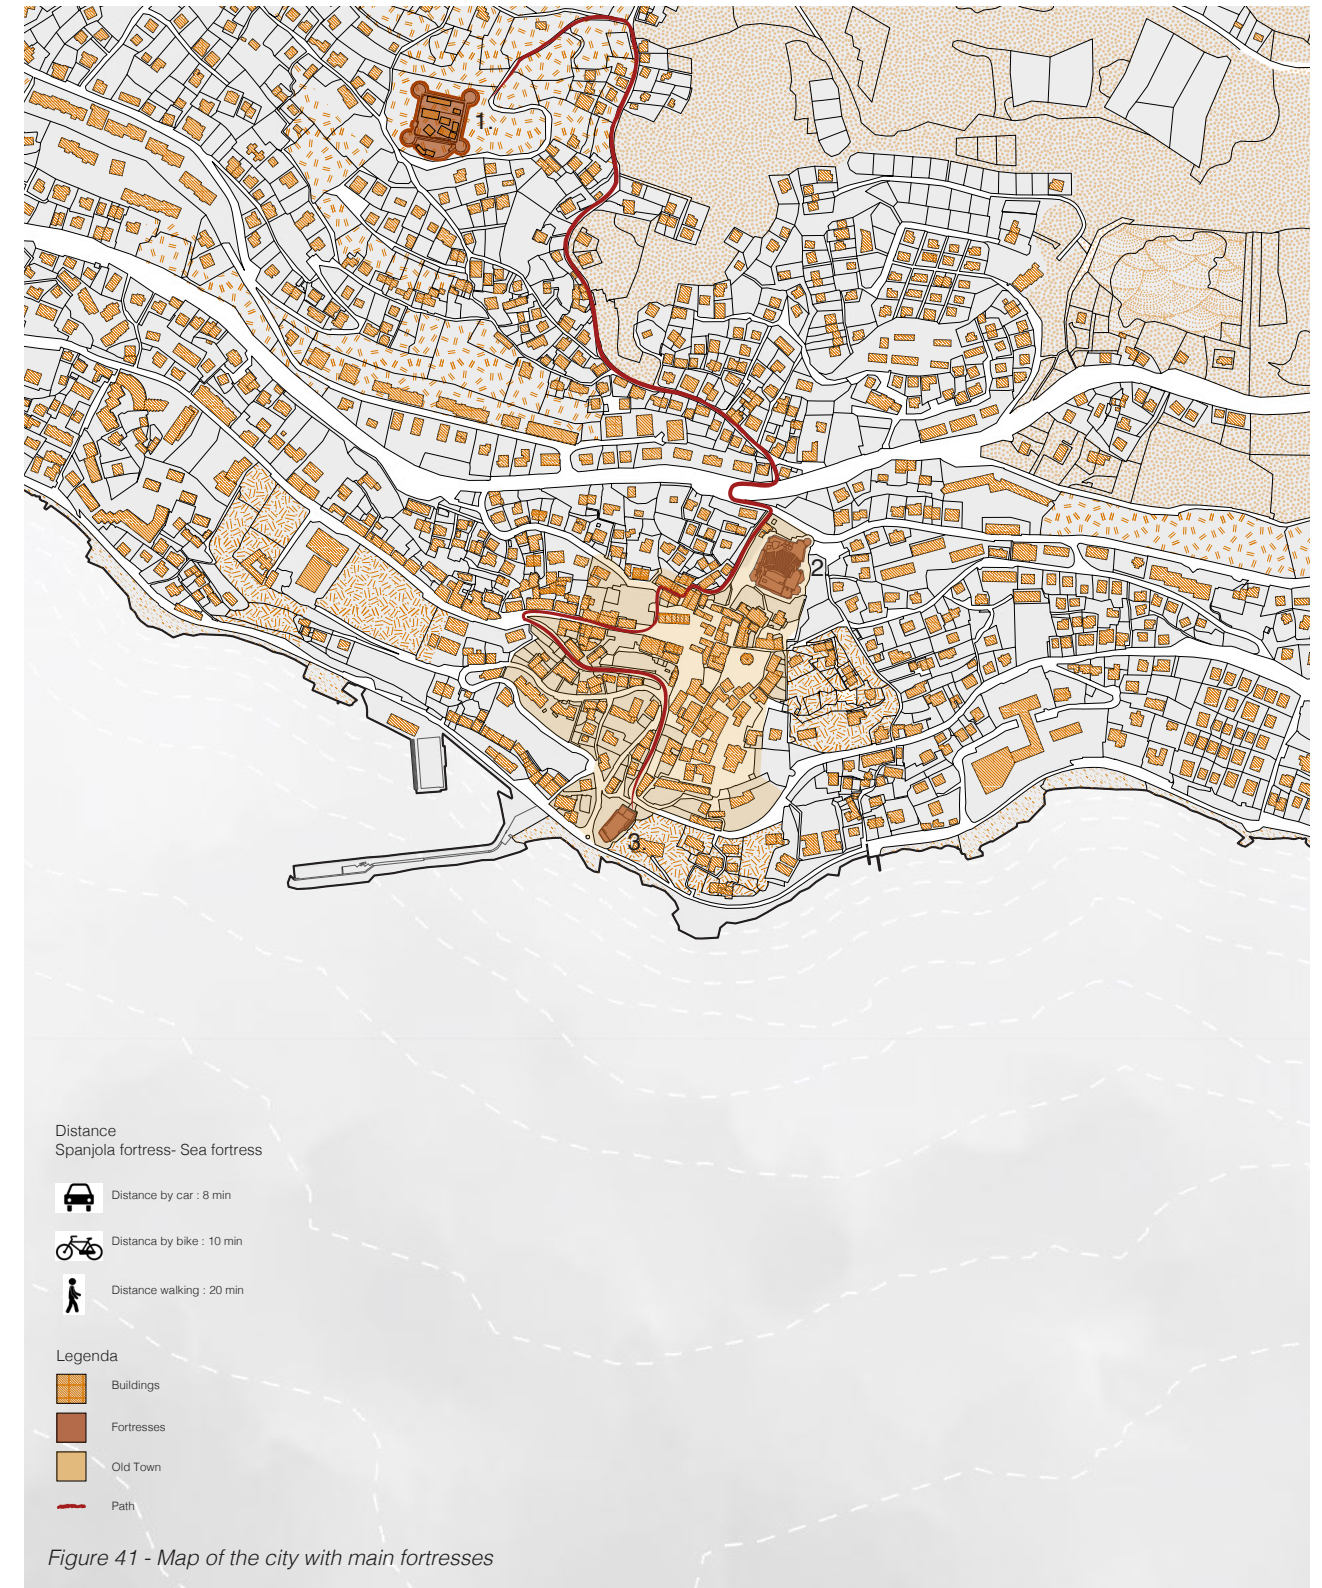 1.
2
3
Distance
Spanjola fortress- Sea fortress
Distance by car : 8 min
Distanca by bike : 10 min
Distance walking : 20 min
Legenda
Buildings
Fortresses
Old Town
Path
Figure 41 - Map of the city with main fortresses